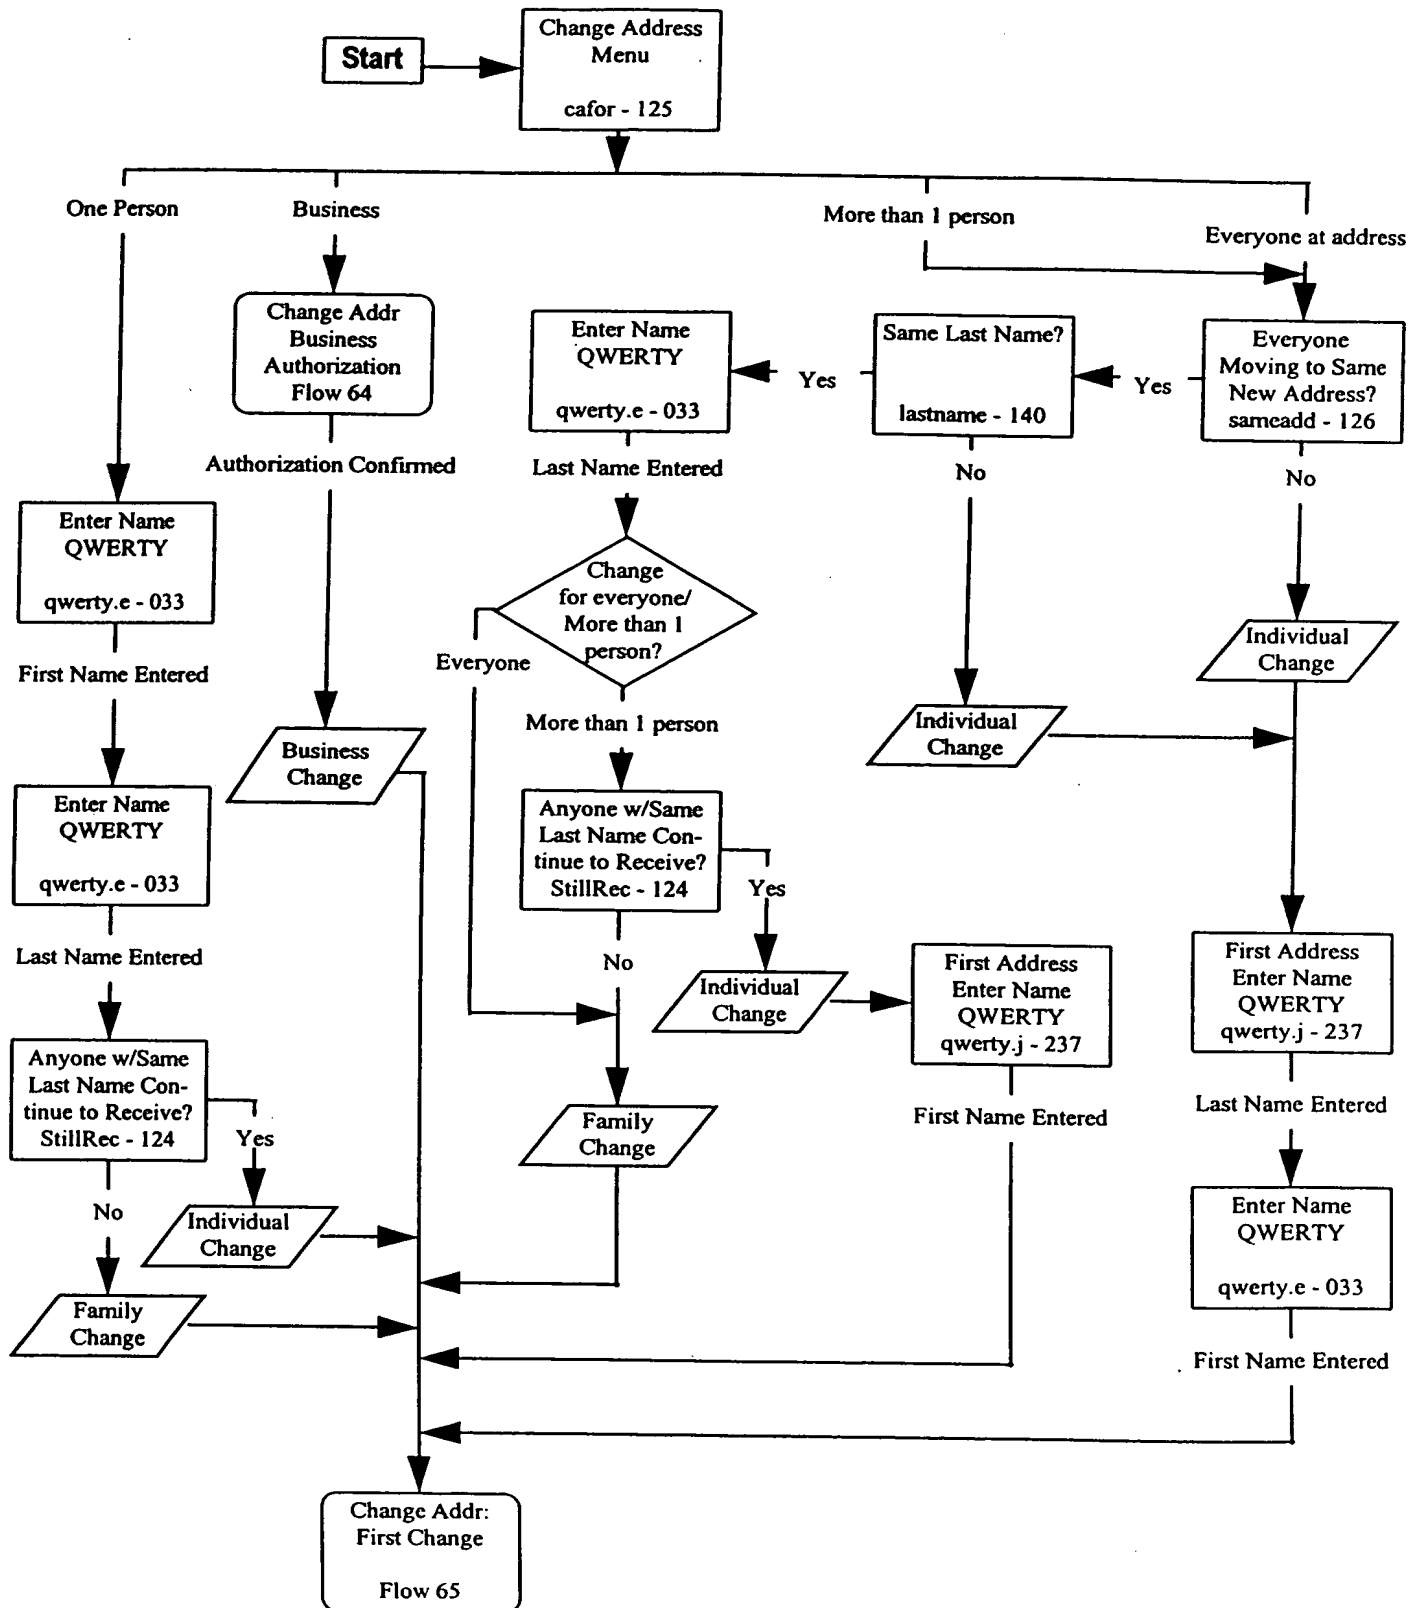 Start
Change Address
Menu
cafor - 125
One Person
Business
More than 1 person
Everyone at address
Change Addr
Business
Authorization
Flow 64
Enter Name
QWERTY
qwerty.e - 033
Yes
Same Last Name?
lastname - 140
Yes
Everyone
Moving to Same
New Address?
sameadd - 126
Authorization Confirmed
Last Name Entered
No
No
Enter Name
QWERTY
qwerty.e - 033
Change
for everyone/
More than 1
person?
Everyone
Individual
Change
First Name Entered
More than 1 person
Individual
Change
Business
Change
Enter Name
QWERTY
qwerty.e - 033
Anyone w/Same
Last Name Con-
tinue to Receive?
StillRec - 124
Yes
Last Name Entered
No
Individual
Change
First Address
Enter Name
QWERTY
qwerty.j - 237
First Address
Enter Name
QWERTY
qwerty.j - 237
Anyone w/Same
Last Name Con-
tinue to Receive?
StillRec - 124
Yes
Family
Change
First Name Entered
Last Name Entered
No
Individual
Change
Enter Name
QWERTY
qwerty.e - 033
Family
Change
First Name Entered
Change Addr:
First Change
Flow 65